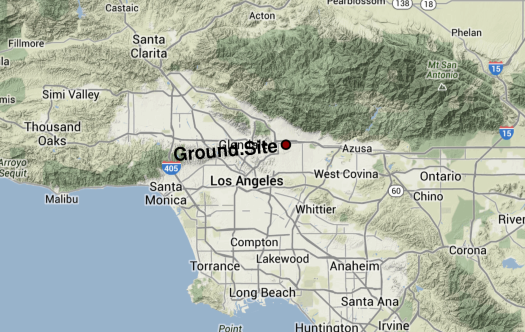 Castaic
Acton
Pearblossom
138
18
Fillmore
Santa
Clarita
Phelan
15
Mt San
Antonio
Simi Valley
Thousand
Oaks
Ground Site
Azusa
15
Arroyo
Sequit
405
West Covina
Ontario
Los Angeles
60
Chino
Malibu
Santa
Monica
Whittier
River
Compton
Corona
Lakewood
Torrance
Anaheim
Long Beach
Santa Ana
Point
Huntington
Irvine